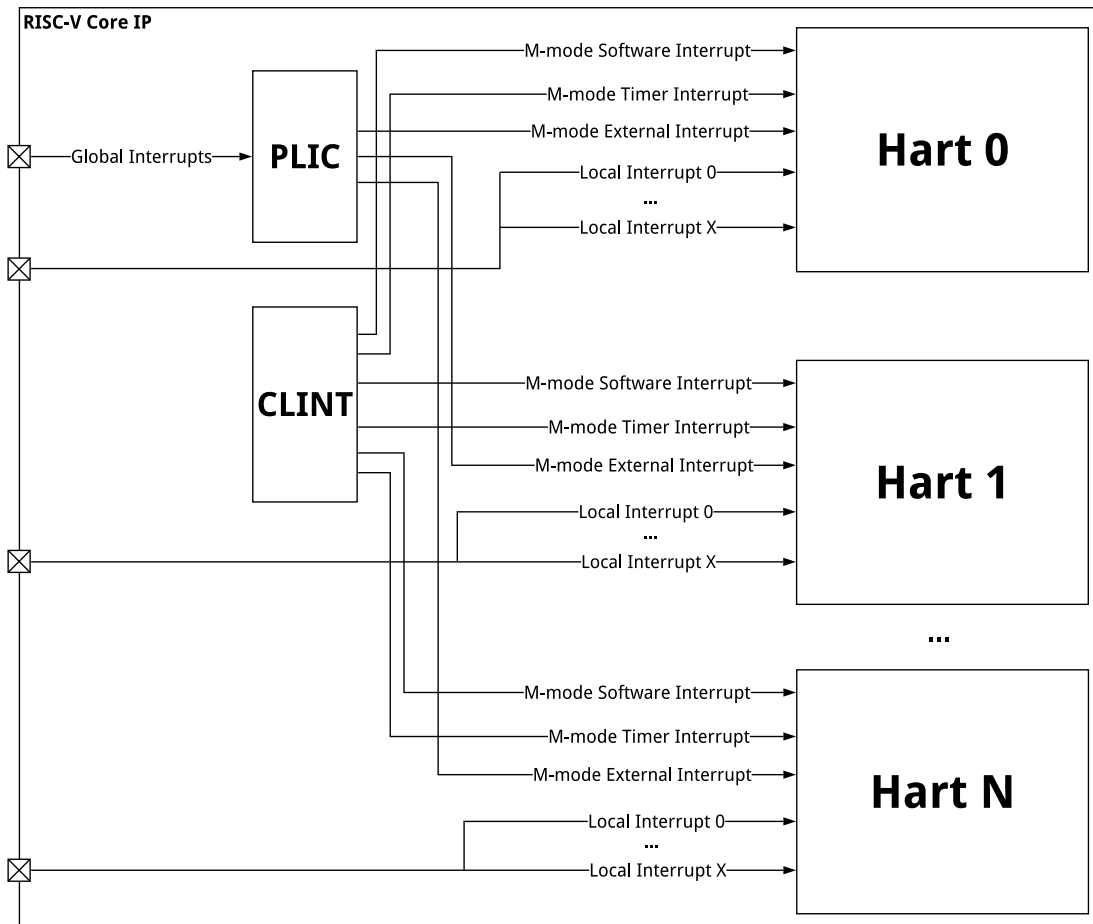 RISC-V Core IP
M-mode Software Interrupt
M-mode Timer Interrupt
M-mode External Interrupt
Global Interrupts
PLIC
Local Interrupt 0
...
Local Interrupt X
Hart 0
CLINT
M-mode Software Interrupt
M-mode Timer Interrupt
M-mode External Interrupt
Local Interrupt 0
...
Local Interrupt X
Hart 1
...
M-mode Software Interrupt
M-mode Timer Interrupt
M-mode External Interrupt
Local Interrupt 0
...
Local Interrupt X
Hart N